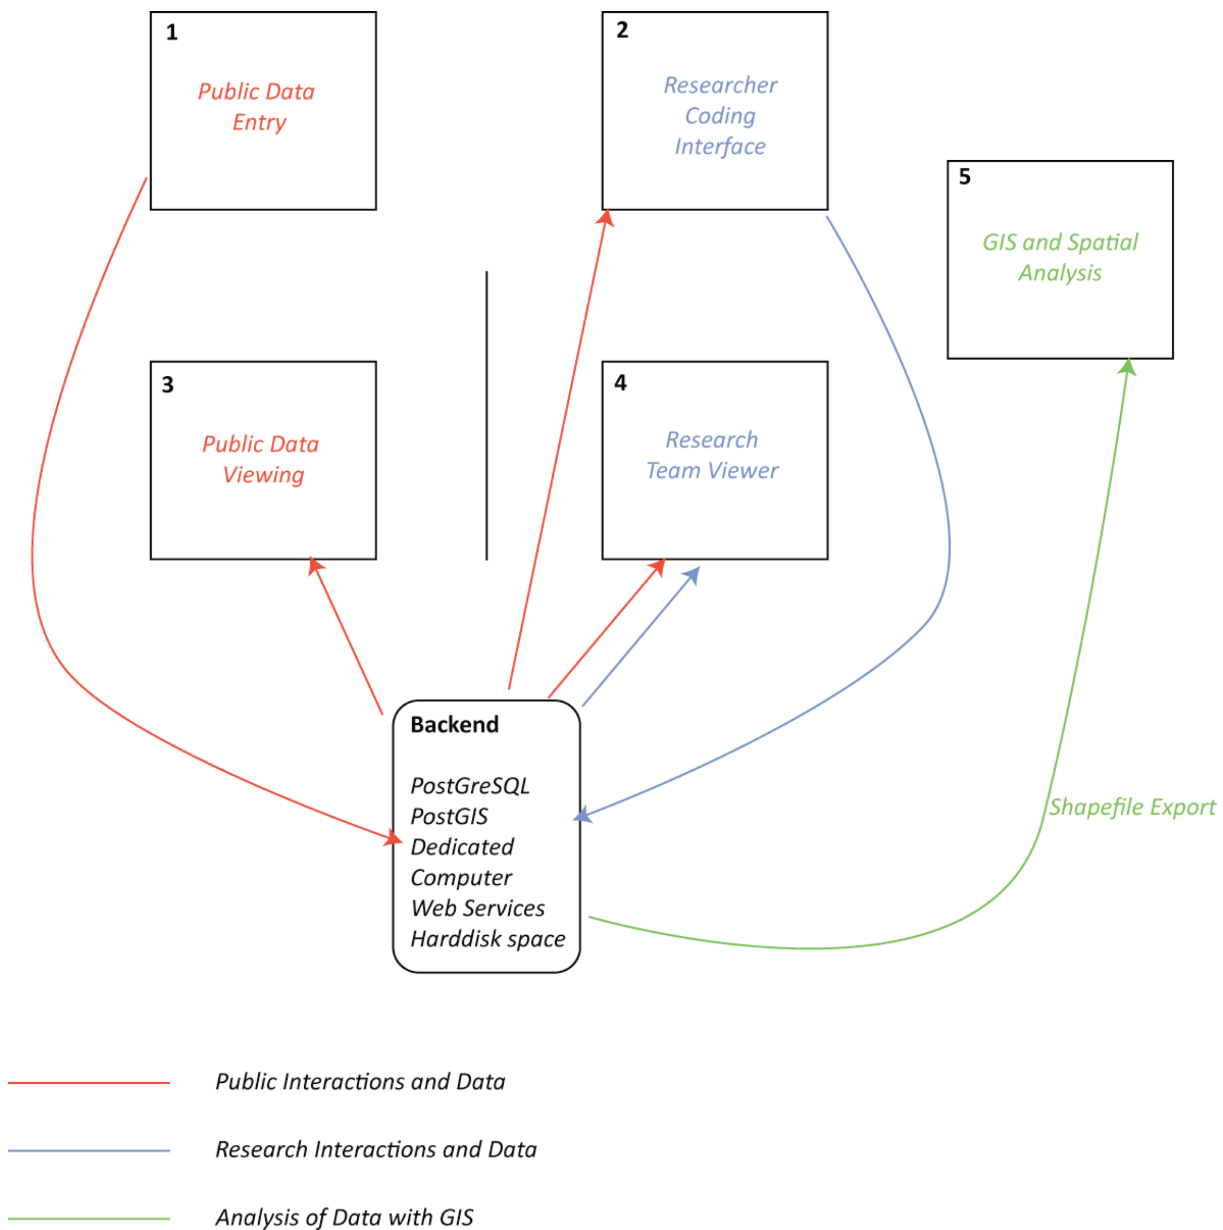 1
Public Data
Entry
2
Researcher
Coding
Interface
5
GIS and Spatial
Analysis
3
Public Data
Viewing
4
Research
Team Viewer
Backend
PostGreSQL
PostGIS
Dedicated
Computer
Web Services
Harddisk space
Shapefile Export
Public Interactions and Data
Research Interactions and Data
Analysis of Data with GIS